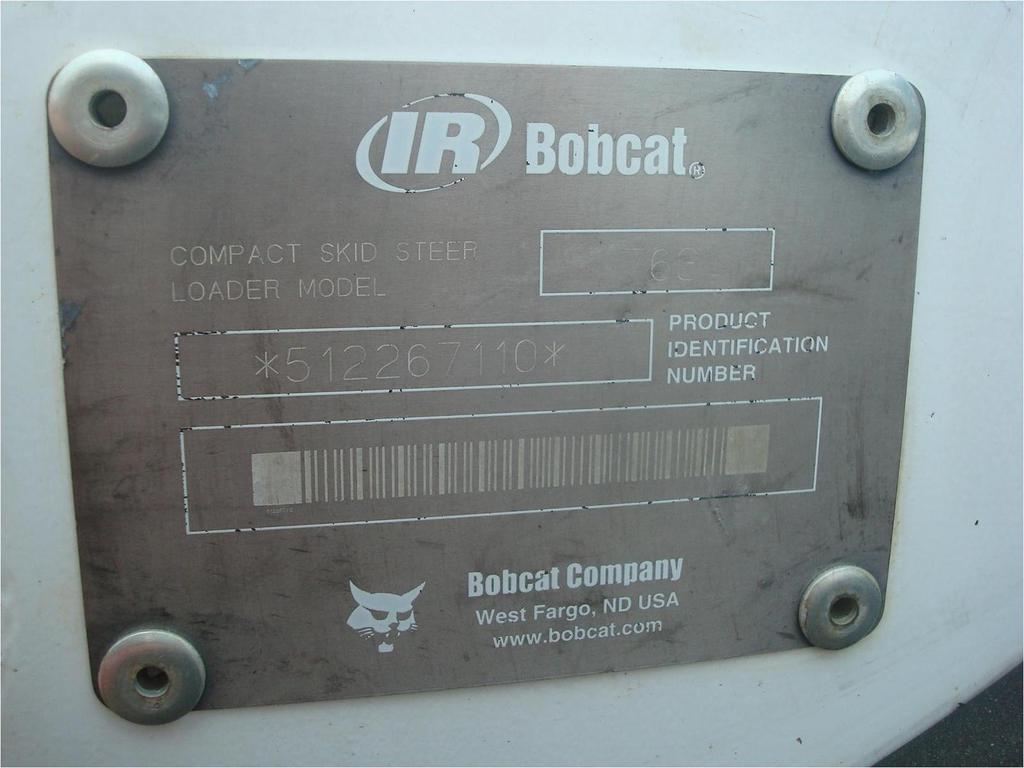 IR Bobcat®
COMPACT SKID STEER
LOADER MODEL
*512267110*
PRODUCT
IDENTIFICATION
NUMBER
Bobcat Company
West Fargo, ND USA
www.bobcat.com